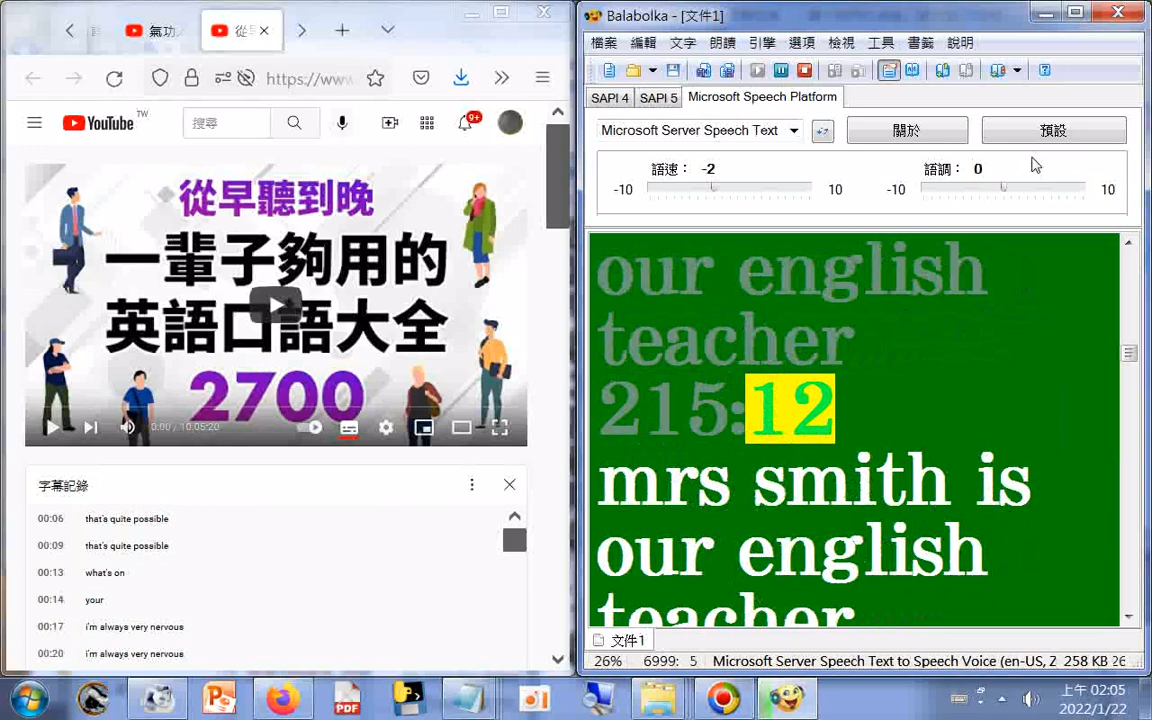 氣功
從
https://www
YouTube TW
搜尋
9+
從早聽到晚
一輩子夠用的
英語口語大全
2700
0:00 / 10:05:20
字幕記錄
00:06 that's quite possible
00:09 that's quite possible
00:13 what's on
00:14 your
00:17 i'm always very nervous
00:20 i'm always very nervous
Balabolka - [文件1]
檔案 編輯 文字 朗讀 引擎 選項 檢視 工具 書籤 說明
SAPI 4 SAPI 5 Microsoft Speech Platform
Microsoft Server Speech Text 關於 預設
語速： -2 語調： 0
-10 10 -10 10
our english
teacher
215:12
mrs smith is
our english
teacher
文件1
26% 6999: 5 Microsoft Server Speech Text to Speech Voice (en-US, Z 258 KB 26
PDF
上午 02:05
2022/1/22